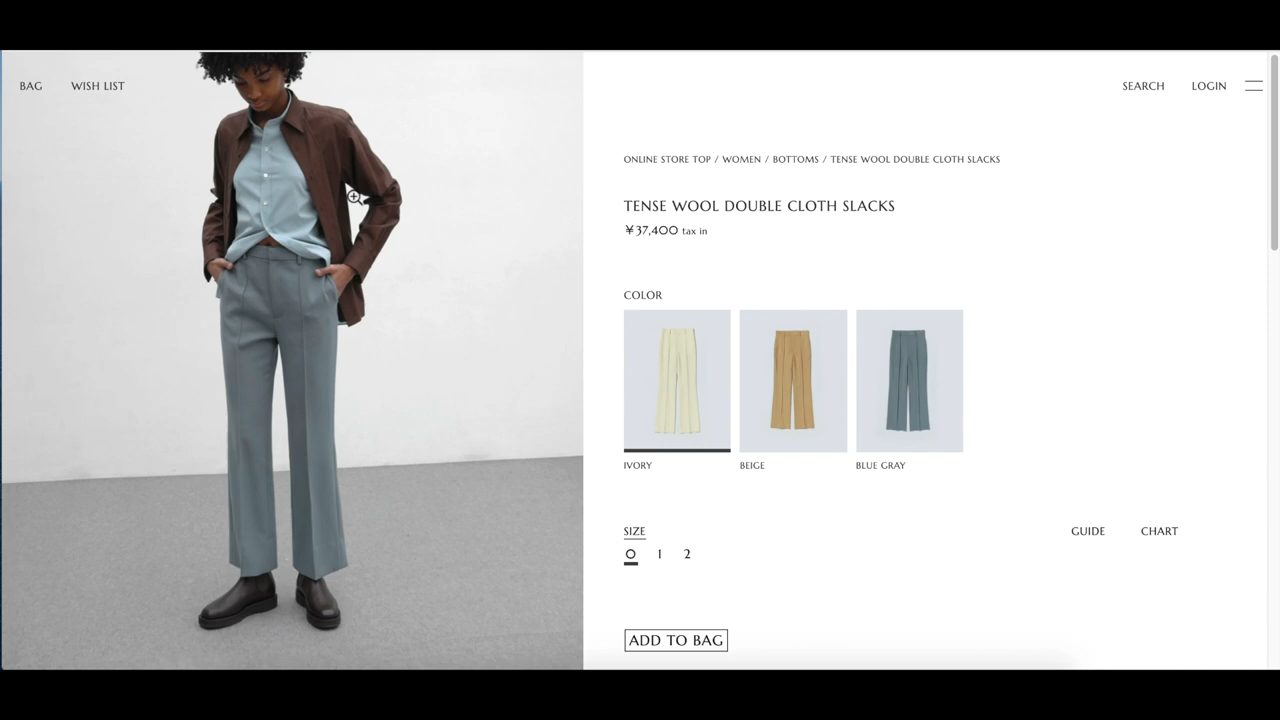 BAG WISH LIST SEARCH LOGIN
ONLINE STORE TOP / WOMEN / BOTTOMS / TENSE WOOL DOUBLE CLOTH SLACKS
TENSE WOOL DOUBLE CLOTH SLACKS
¥37,400 tax in
COLOR
IVORY BEIGE BLUE GRAY
SIZE GUIDE CHART
0 1 2
ADD TO BAG